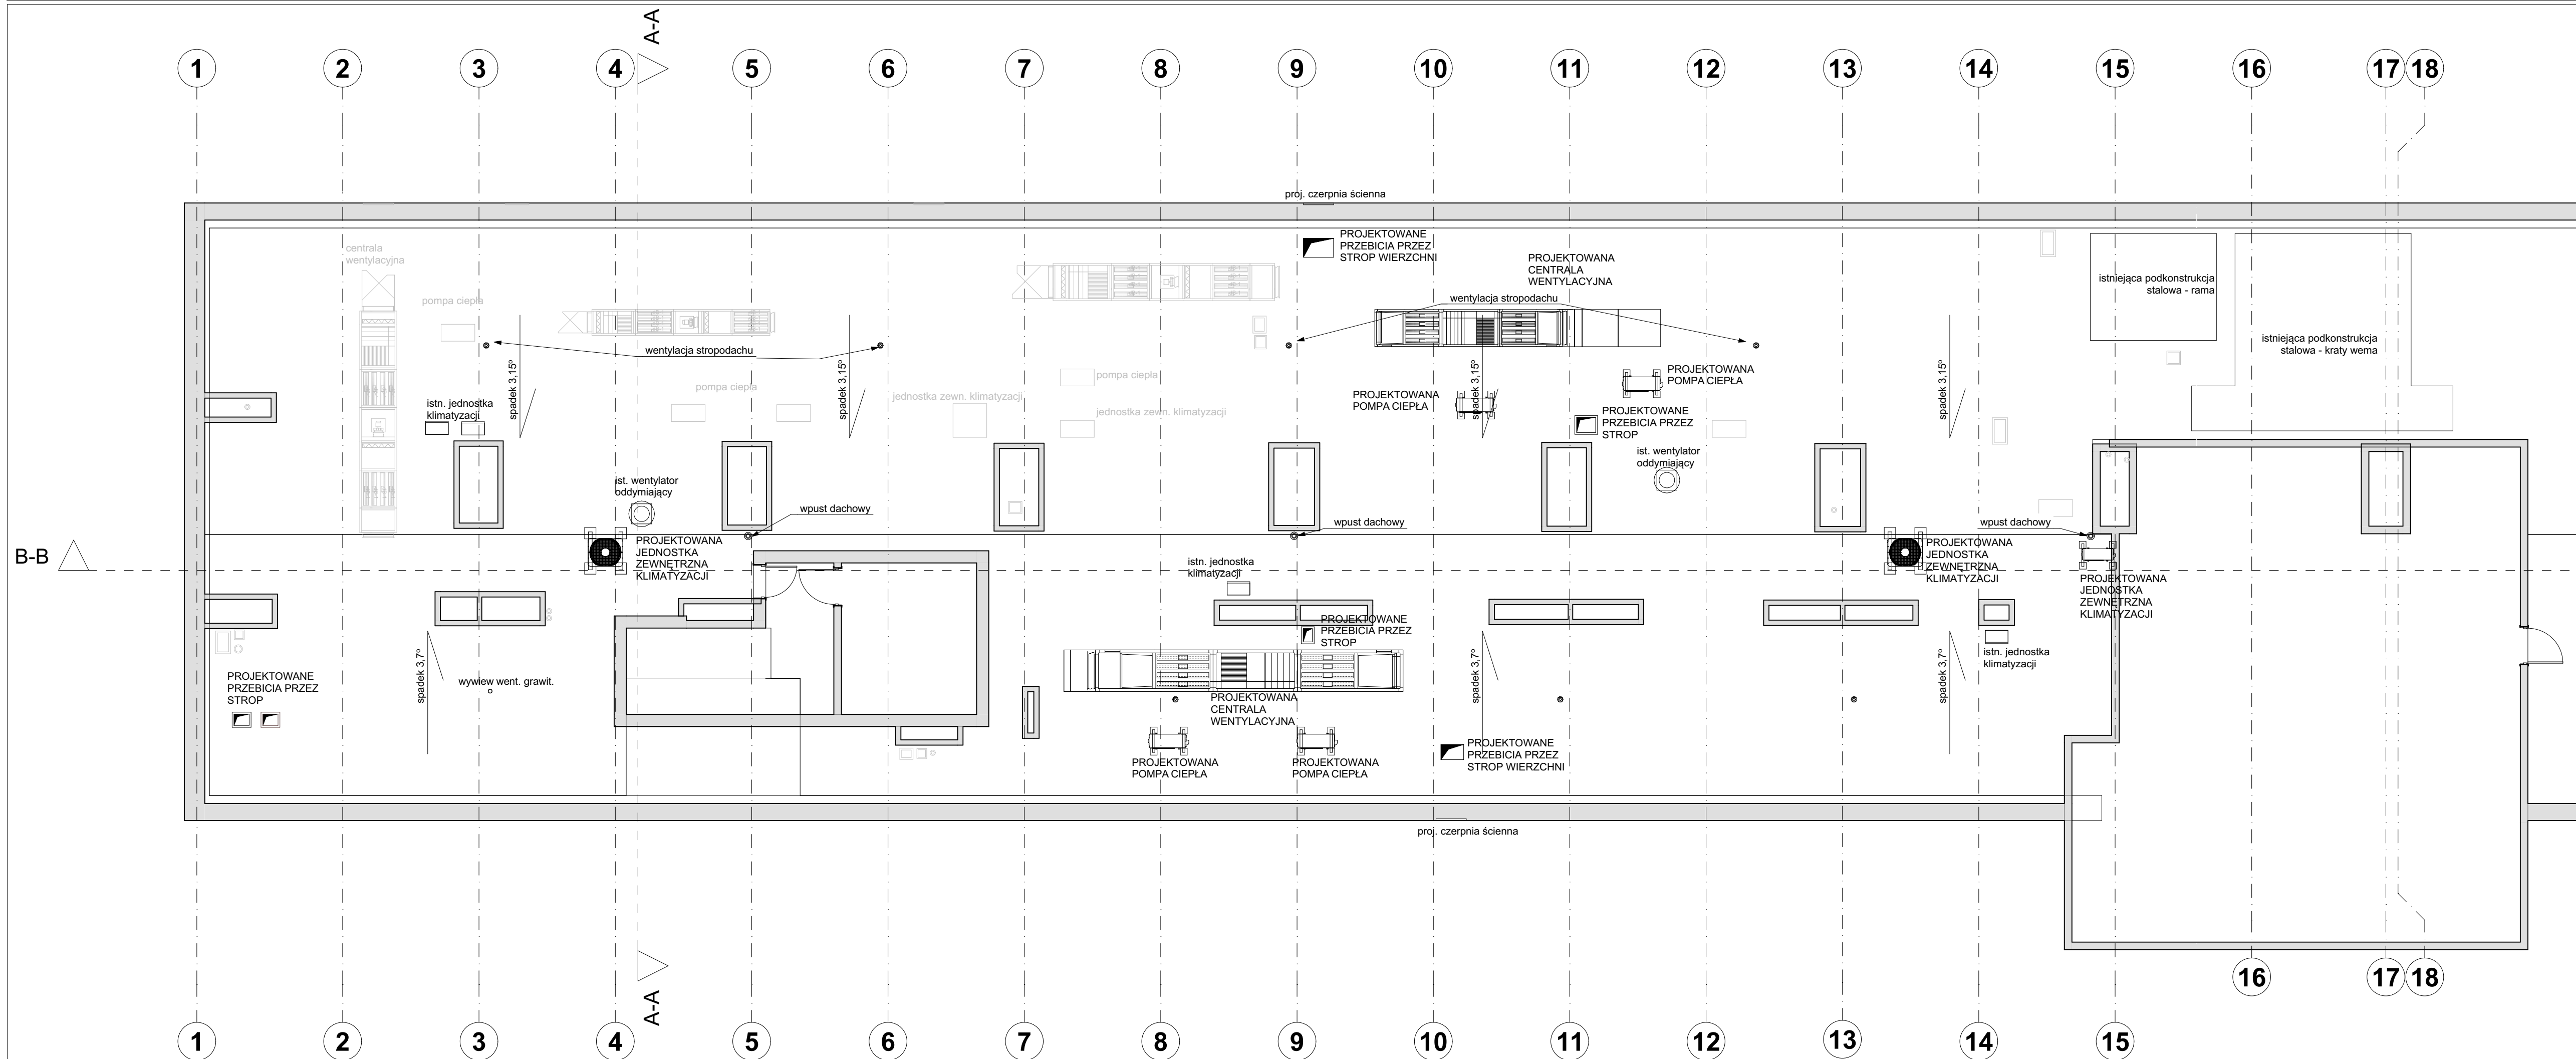 A-A
1 2 3 4 5 6 7 8 9 10 11 12 13 14 15 16 17 18
proj. czerpnia ścienna
centrala
wentylacyjna
PROJEKTOWANE
PRZEBICIA PRZEZ
STROP WIERZCHNI
PROJEKTOWANA
CENTRALA
WENTYLACYJNA
istniejąca podkonstrukcja
stalowa - rama
istniejąca podkonstrukcja
stalowa - kraty wema
pompa ciepła
wentylacja stropodachu
wentylacja stropodachu
spadek 3,15º
spadek 3,15º
spadek 3,15º
spadek 3,15º
pompa ciepła
pompa ciepła
jednostka zewn. klimatyzacji
jednostka zewn. klimatyzacji
PROJEKTOWANA
POMPA CIEPŁA
PROJEKTOWANA
POMPA CIEPŁA
istn. jednostka
klimatyzacji
PROJEKTOWANE
PRZEBICIA PRZEZ
STROP
ist. wentylator
oddymiający
ist. wentylator
oddymiający
wpust dachowy
wpust dachowy
wpust dachowy
B-B
PROJEKTOWANA
JEDNOSTKA
ZEWNĘTRZNA
KLIMATYZACJI
istn. jednostka
klimatyzacji
PROJEKTOWANA
JEDNOSTKA
ZEWNĘTRZNA
KLIMATYZACJI
PROJEKTOWANA
JEDNOSTKA
ZEWNĘTRZNA
KLIMATYZACJI
PROJEKTOWANE
PRZEBICIA PRZEZ
STROP
istn. jednostka
klimatyzacji
PROJEKTOWANE
PRZEBICIA PRZEZ
STROP
spadek 3,7º
wywiew went. grawit.
spadek 3,7º
spadek 3,7º
PROJEKTOWANA
CENTRALA
WENTYLACYJNA
PROJEKTOWANA
POMPA CIEPŁA
PROJEKTOWANA
POMPA CIEPŁA
PROJEKTOWANE
PRZEBICIA PRZEZ
STROP WIERZCHNI
proj. czerpnia ścienna
16 17 18
A-A
1 2 3 4 5 6 7 8 9 10 11 12 13 14 15